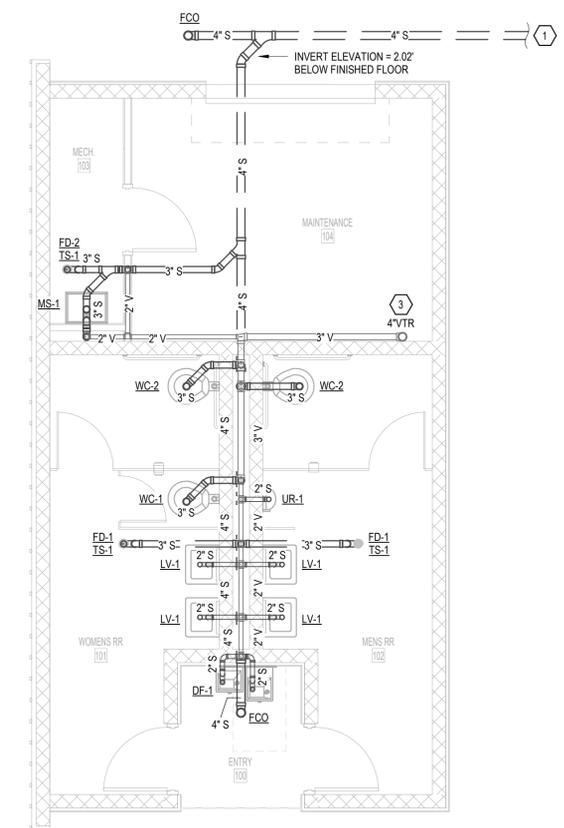 FCO
4" S
4" S
1
INVERT ELEVATION = 2.02'
BELOW FINISHED FLOOR
MECH.
103
4" S
MAINTENANCE
104
FD-2
TS-1
3" S
3" S
MS-1
3" S
2" V
4" S
3
4"VTR
2" V
2" V
3" V
WC-2
3" S
3" S
WC-2
4" S
3" V
WC-1
3" S
2" S
UR-1
4" S
2" V
FD-1
TS-1
3" S
3" S
FD-1
TS-1
LV-1
2" S
2" S
LV-1
4" S
2" V
LV-1
2" S
2" S
LV-1
4" S
2" V
WOMENS RR
101
MENS RR
102
2" S
2" S
DF-1
4" S
FCO
ENTRY
100